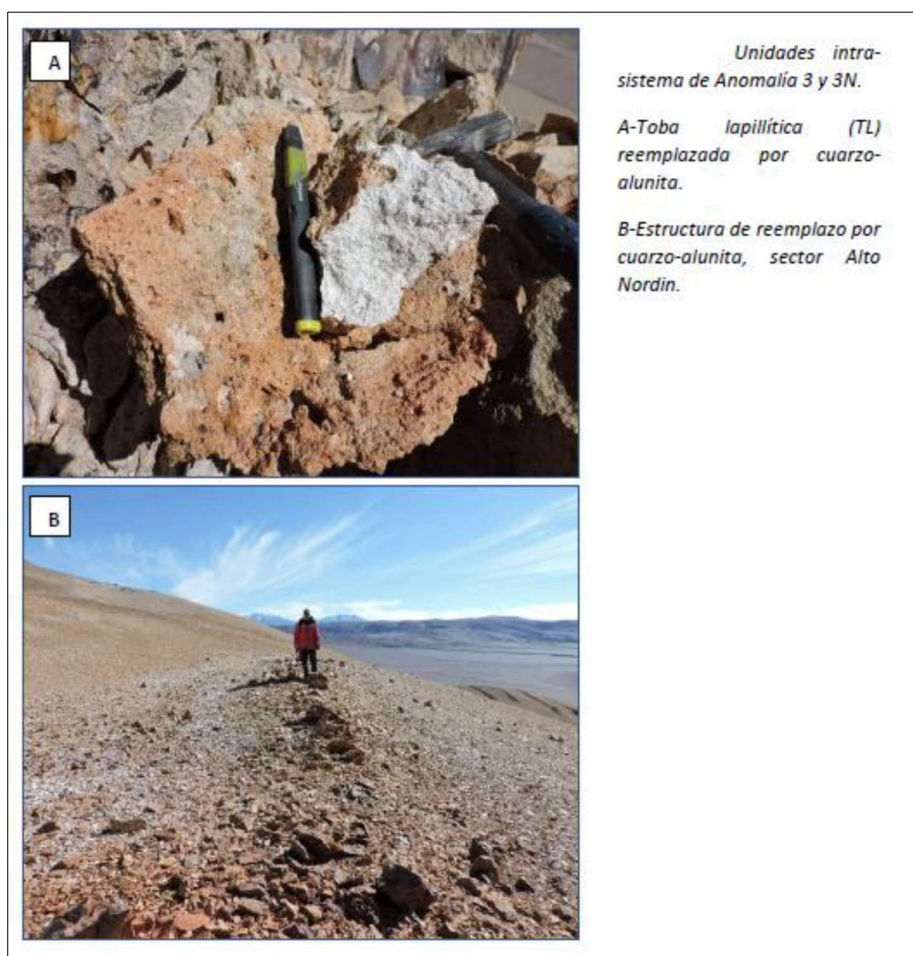 A
Unidades intra-
sistema de Anomalía 3 y 3N.
A-Toba lapillítica (TL)
reemplazada por cuarzo-
alunita.
B-Estructura de reemplazo por
cuarzo-alunita, sector Alto
Nordin.
B